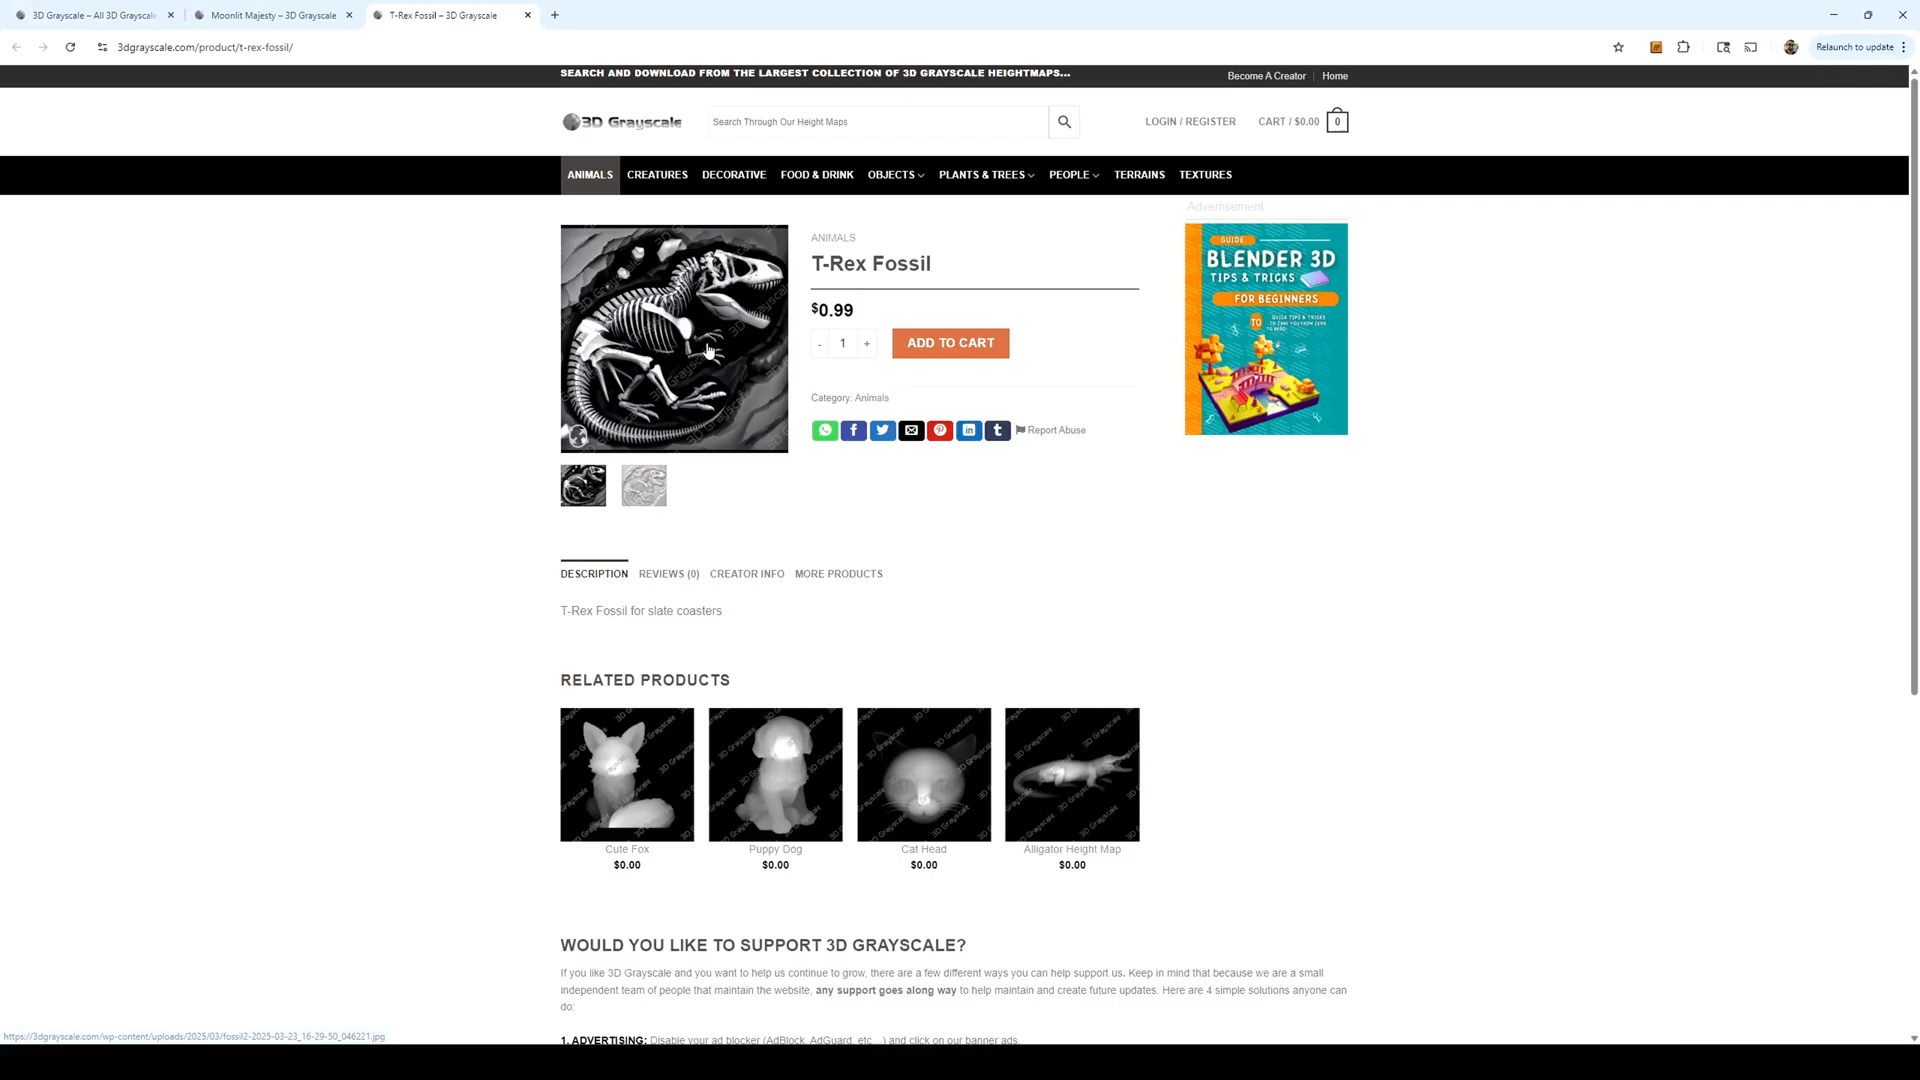 3D Grayscale – All 3D Grayscale
Moonlit Majesty – 3D Grayscale
T-Rex Fossil – 3D Grayscale
3dgrayscale.com/product/t-rex-fossil/
Relaunch to update
SEARCH AND DOWNLOAD FROM THE LARGEST COLLECTION OF 3D GRAYSCALE HEIGHTMAPS...
Become A Creator
Home
3D Grayscale
Search Through Our Height Maps
LOGIN / REGISTER
CART / $0.00
0
ANIMALS
CREATURES
DECORATIVE
FOOD & DRINK
OBJECTS
PLANTS & TREES
PEOPLE
TERRAINS
TEXTURES
Advertisement
ANIMALS
T-Rex Fossil
$0.99
- 1 +
ADD TO CART
Category: Animals
Report Abuse
GUIDE
BLENDER 3D
TIPS & TRICKS
FOR BEGINNERS
TO
DESCRIPTION
REVIEWS (0)
CREATOR INFO
MORE PRODUCTS
T-Rex Fossil for slate coasters
RELATED PRODUCTS
3D Grayscale
Cute Fox
$0.00
Puppy Dog
$0.00
Cat Head
$0.00
Alligator Height Map
$0.00
WOULD YOU LIKE TO SUPPORT 3D GRAYSCALE?
If you like 3D Grayscale and you want to help us continue to grow, there are a few different ways you can help support us. Keep in mind that because we are a small
independent team of people that maintain the website, any support goes along way to help maintain and create future updates. Here are 4 simple solutions anyone can
do:
https://3dgrayscale.com/wp-content/uploads/2025/03/fossil2-2025-03-23_16-29-50_046221.jpg
1. ADVERTISING: Disable your ad blocker (AdBlock, AdGuard, etc...) and click on our banner ads.